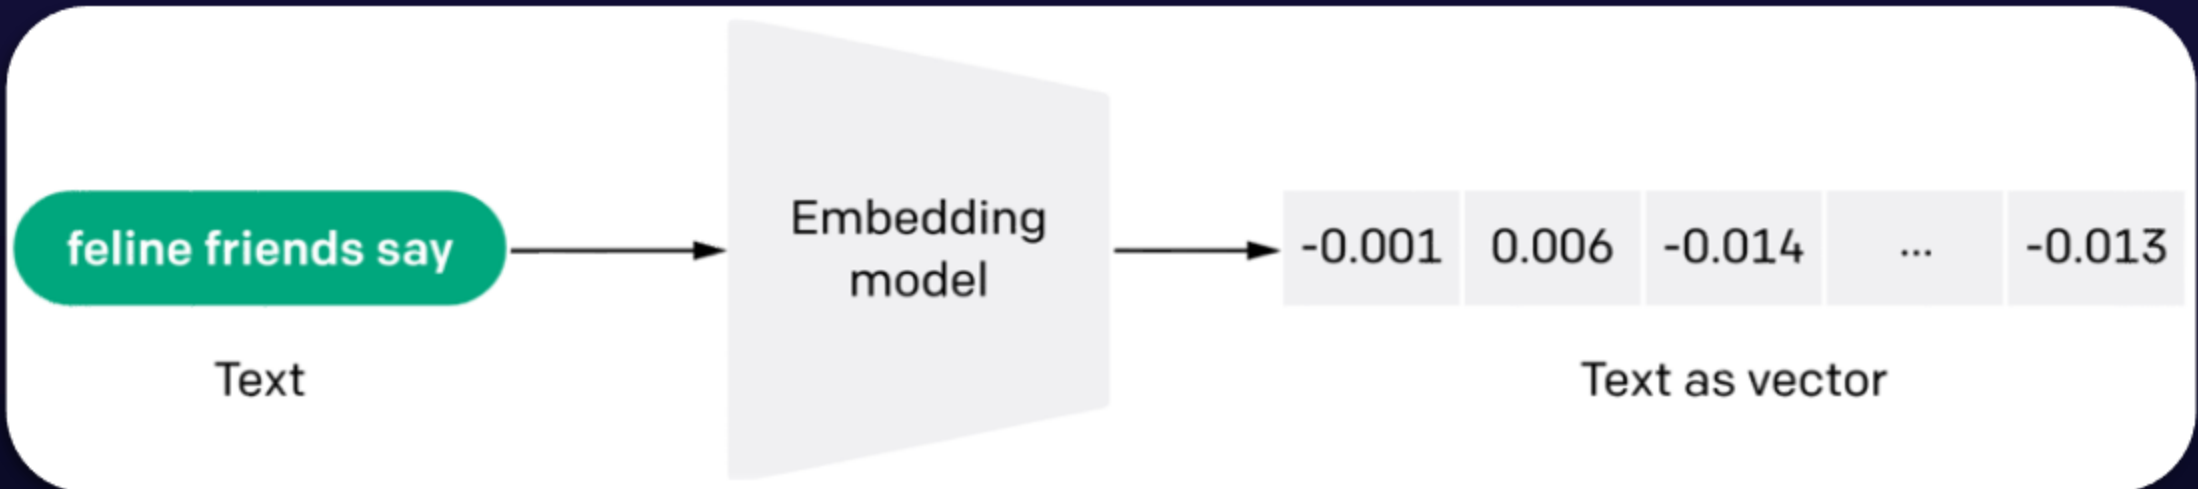 feline friends say
Embedding
model
-0.001 0.006 -0.014 ... -0.013
Text
Text as vector